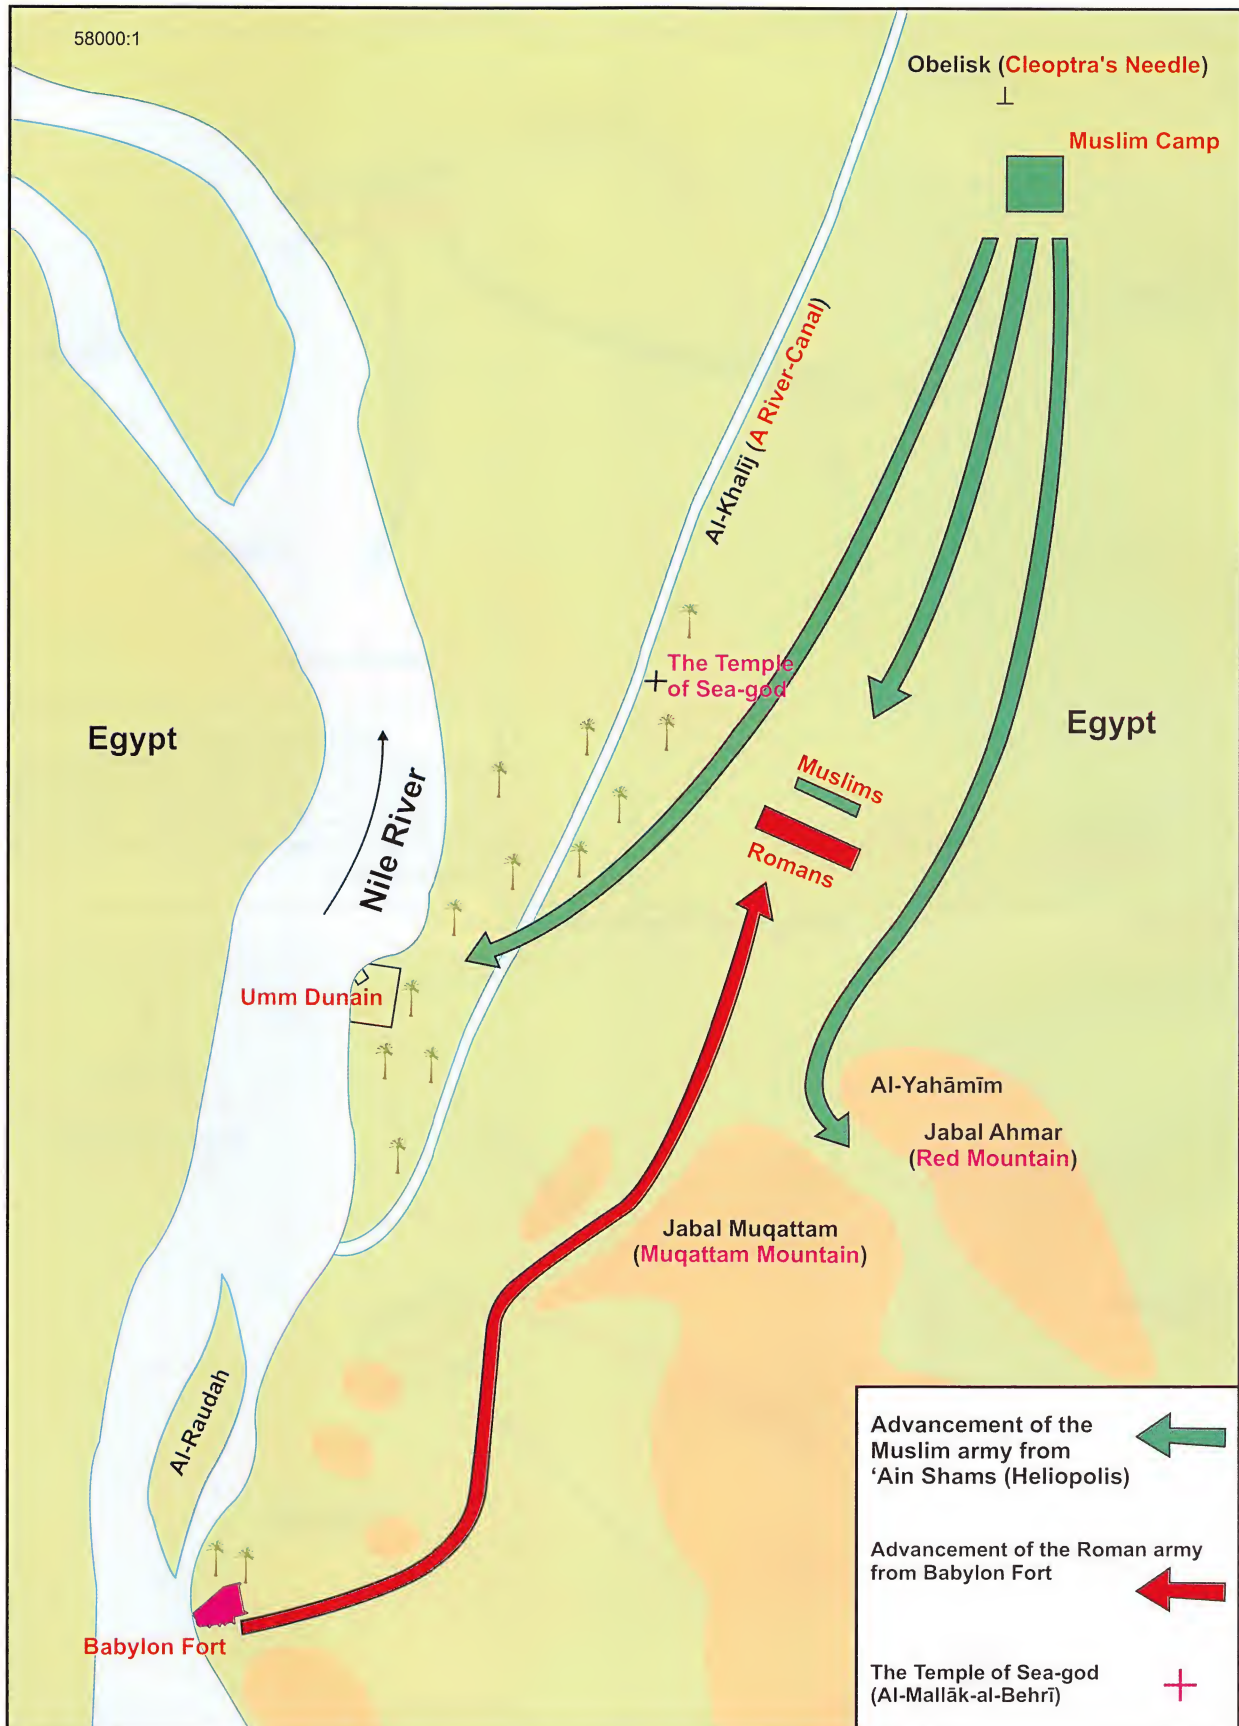 58000:1
Obelisk (Cleoptra's Needle)
Muslim Camp
Al-Khalīj (A River-Canal)
The Temple
of Sea-god
Egypt
Egypt
Nile River
Muslims
Romans
Umm Dunain
Al-Yahāmīm
Jabal Ahmar
(Red Mountain)
Jabal Muqattam
(Muqattam Mountain)
Al-Raudah
Babylon Fort
Advancement of the
Muslim army from
‘Ain Shams (Heliopolis)
Advancement of the Roman army
from Babylon Fort
The Temple of Sea-god
(Al-Mallāk-al-Behrī)